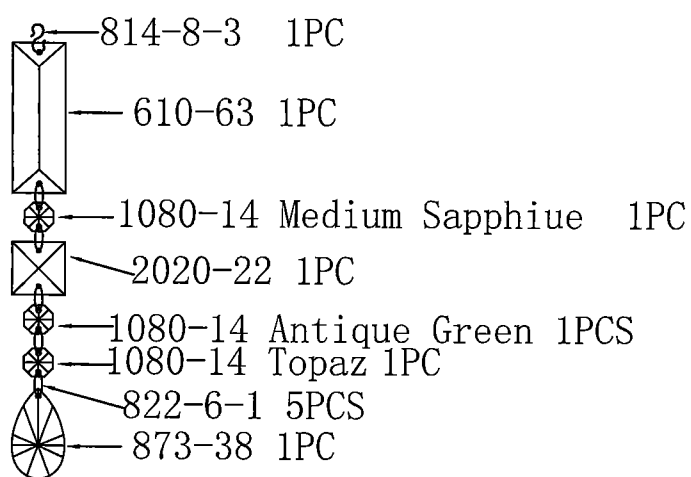 814-8-3 1PC
610-63 1PC
1080-14 Medium Sapphiue 1PC
2020-22 1PC
1080-14 Antique Green 1PCS
1080-14 Topaz 1PC
822-6-1 5PCS
873-38 1PC